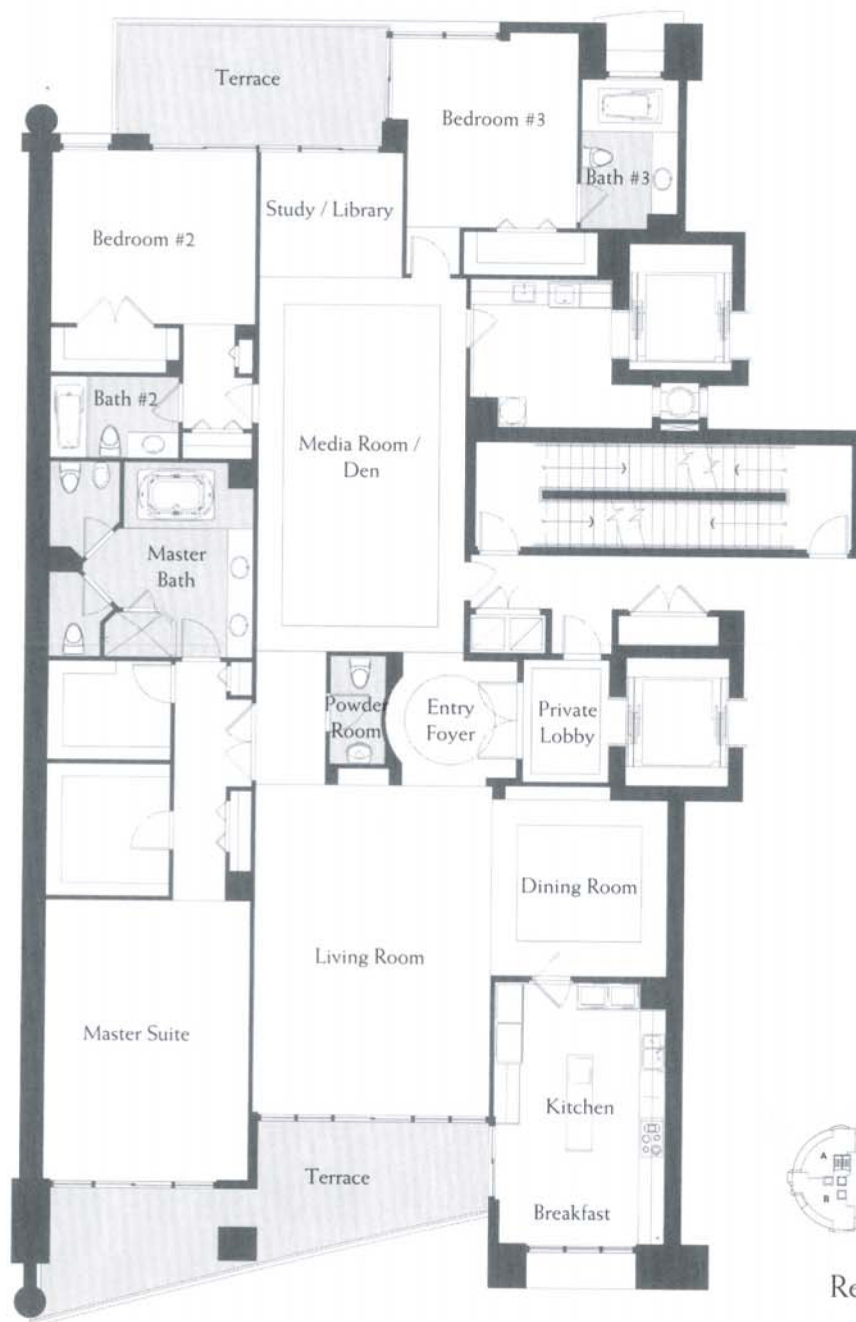 Terrace
Bedroom #3
Bath #3
Study / Library
Bedroom #2
Bath #2
Media Room /
Den
Master
Bath
Powder
Room
Entry
Foyer
Private
Lobby
Dining Room
Living Room
Master Suite
Kitchen
Terrace
Breakfast
A
B
Re